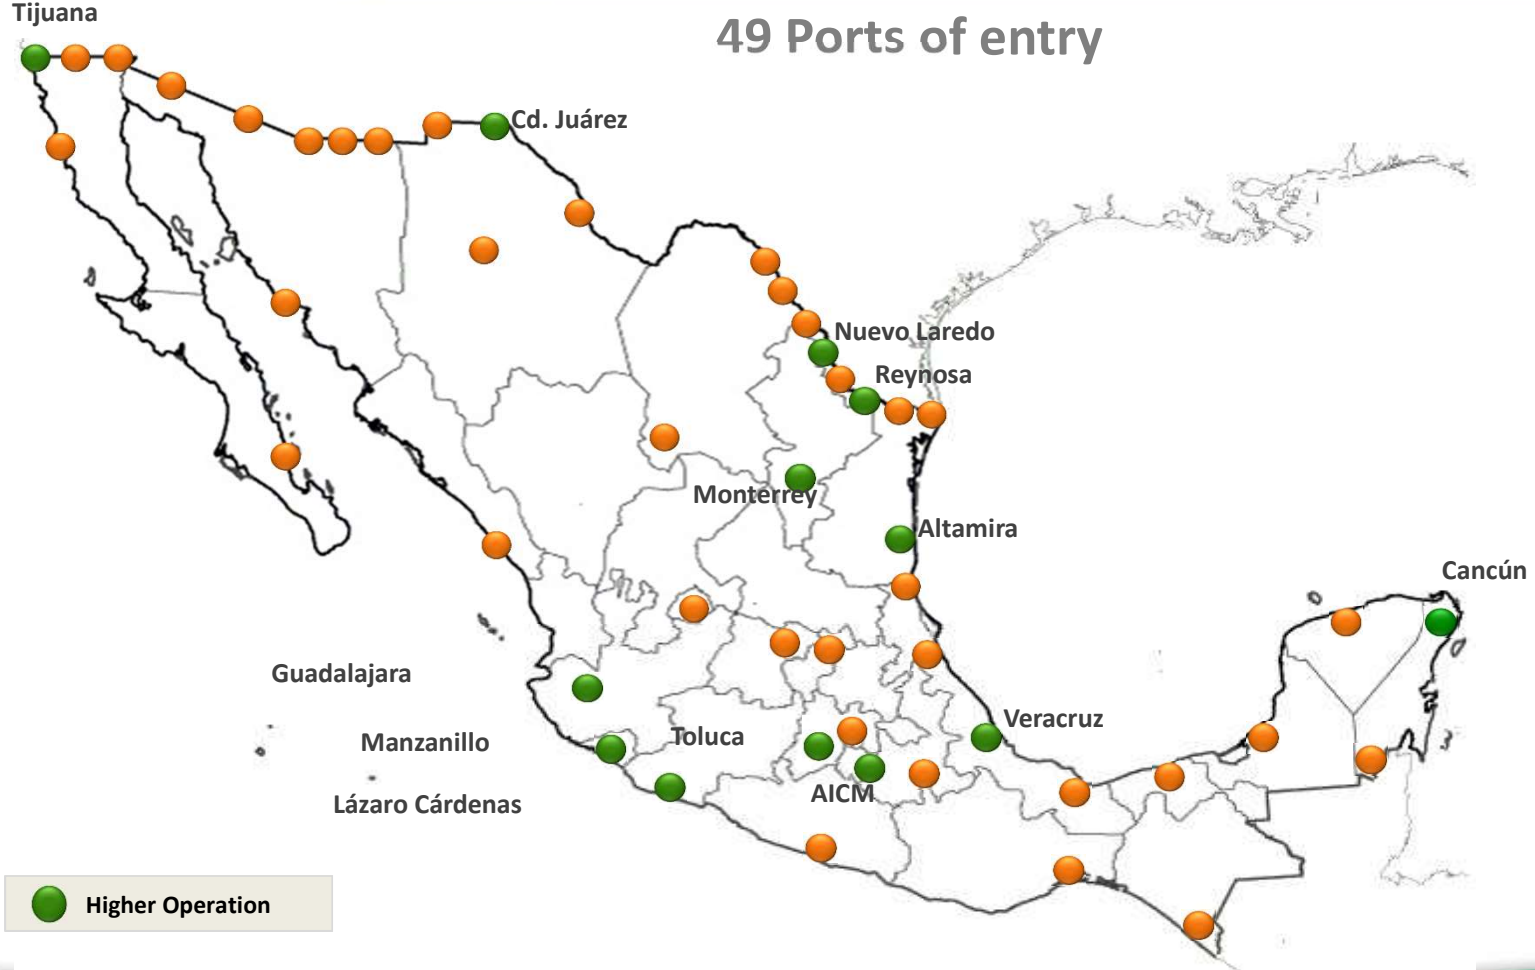 Tijuana
49 Ports of entry
Cd. Juárez
Nuevo Laredo
Reynosa
Monterrey
Altamira
Cancún
Guadalajara
Veracruz
Manzanillo
Toluca
AICM
Lázaro Cárdenas
Higher Operation